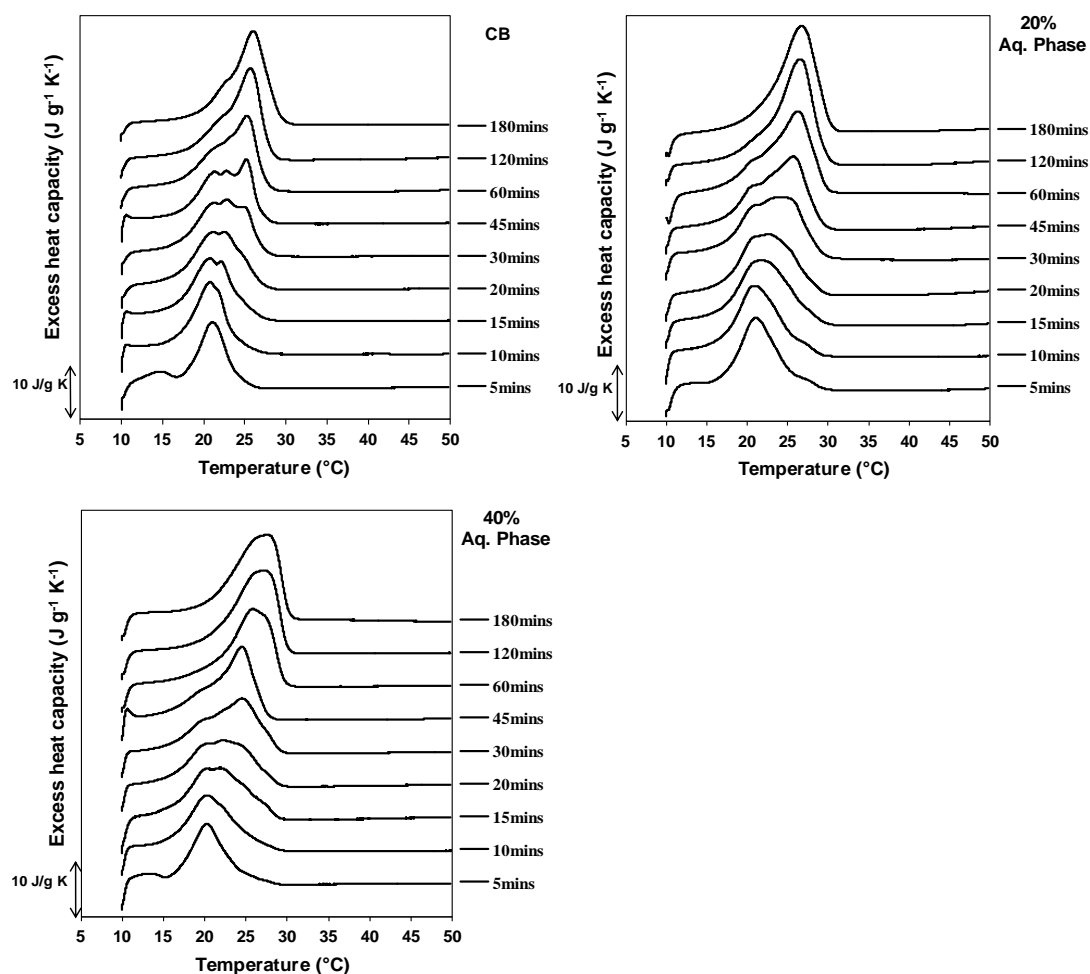 CB
Excess heat capacity (J g⁻¹ K⁻¹)
180mins
120mins
60mins
45mins
30mins
20mins
15mins
10mins
5mins
10 J/g K
5 10 15 20 25 30 35 40 45 50
Temperature (°C)
20%
Aq. Phase
Excess heat capacity (J g⁻¹ K⁻¹)
180mins
120mins
60mins
45mins
30mins
20mins
15mins
10mins
5mins
10 J/g K
5 10 15 20 25 30 35 40 45 50
Temperature (°C)
40%
Aq. Phase
Excess heat capacity (J g⁻¹ K⁻¹)
180mins
120mins
60mins
45mins
30mins
20mins
15mins
10mins
5mins
10 J/g K
5 10 15 20 25 30 35 40 45 50
Temperature (°C)